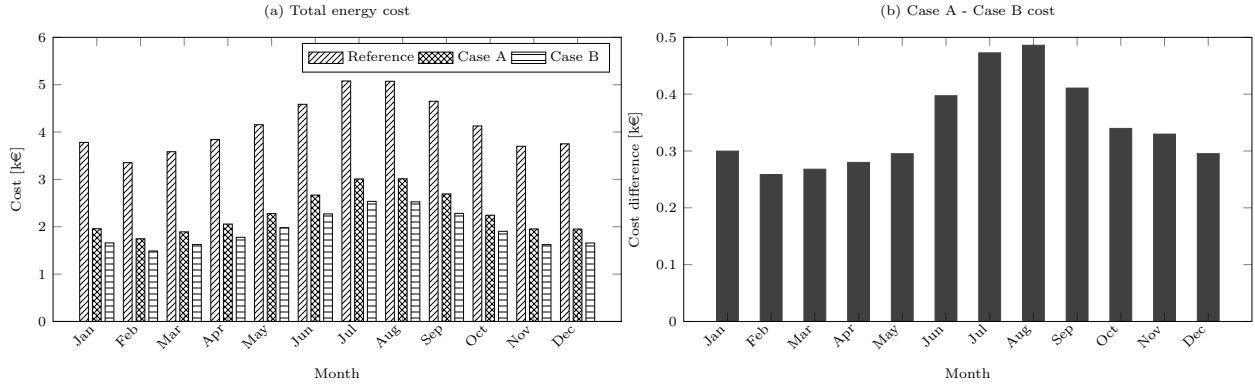 (a) Total energy cost
6
5
4
3
2
1
0
Cost [k€]
Reference Case A Case B
Jan Feb Mar Apr May Jun Jul Aug Sep Oct Nov Dec
Month
(b) Case A - Case B cost
0.5
0.4
0.3
0.2
0.1
0
Cost difference [k€]
Jan Feb Mar Apr May Jun Jul Aug Sep Oct Nov Dec
Month